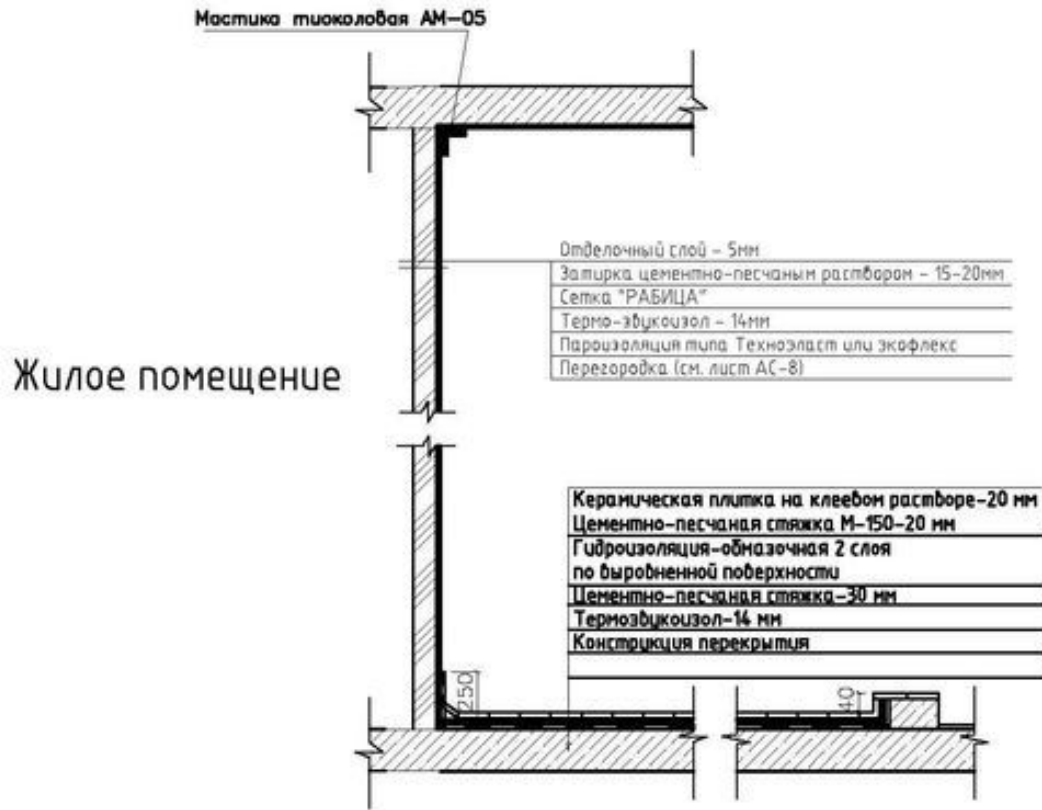 Мастика тиоколовая АМ-05
Отделочный слой - 5мм
Затирка цементно-песчаным раствором - 15-20мм
Сетка "РАБИЦА"
Термо-звукоизол - 14мм
Пароизоляция типа Техноэласт или экофлекс
Перегородка (см. лист АС-8)
Жилое помещение
Керамическая плитка на клеевом растворе-20 мм
Цементно-песчаная стяжка М-150-20 мм
Гидроизоляция-обмазочная 2 слоя
по выровненной поверхности
Цементно-песчаная стяжка-30 мм
Термозвукоизол-14 мм
Конструкция перекрытия
250
40